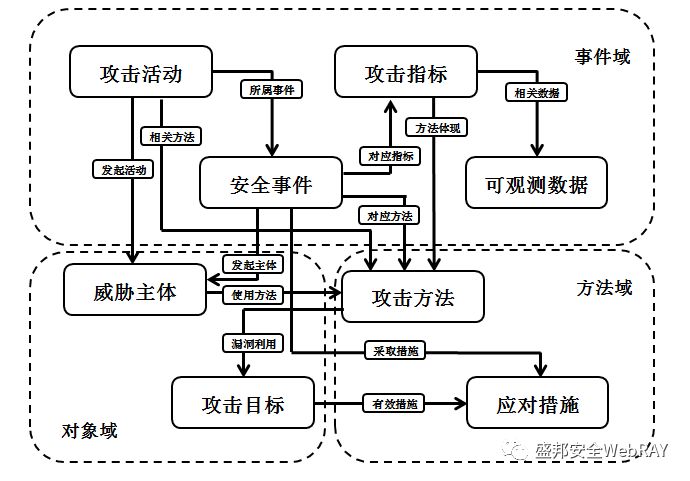 事件域
攻击活动
攻击指标
所属事件
相关数据
相关方法
方法体现
对应指标
发起活动
安全事件
可观测数据
对应方法
发起主体
威胁主体
使用方法
攻击方法
方法域
漏洞利用
采取措施
攻击目标
有效措施
应对措施
对象域
盛邦安全WebRAY